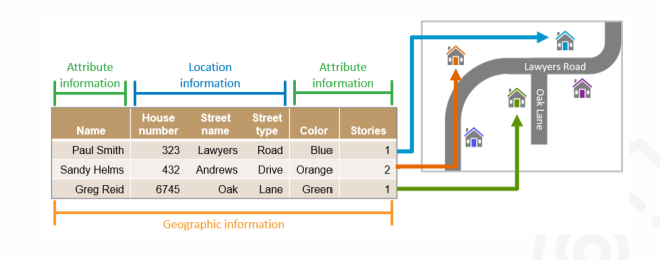 Attribute
information
Location
information
Attribute
information
Name House number Street name Street type Color Stories
Paul Smith 323 Lawyers Road Blue 1
Sandy Helms 432 Andrews Drive Orange 2
Greg Reid 6745 Oak Lane Green 1
Geographic information
Lawyers Road
Oak Lane